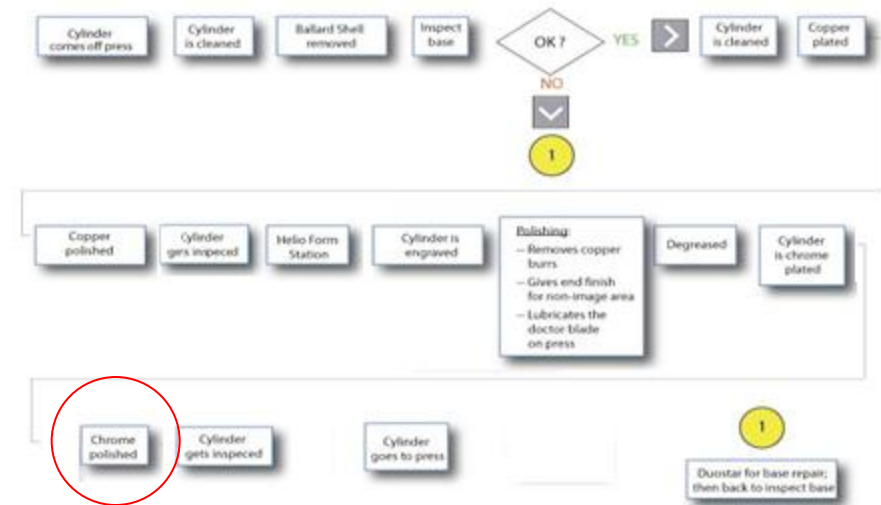 Cylinder
comes off press
Cylinder
is cleaned
Ballard Shell
removed
Inspect
base
OK ?
YES
Cylinder
is cleaned
Copper
plated
NO
1
Copper
polished
Cylinder
gets inspeced
Helio Form
Station
Cylinder is
engraved
Polishing:
— Removes copper
burrs
— Gives end finish
for non-image area
— Lubricates the
doctor blade
on press
Degreased
Cylinder
is chrome
plated
Chrome
polished
Cylinder
gets inspeced
Cylinder
goes to press
1
Duostar for base repair;
then back to inspect base